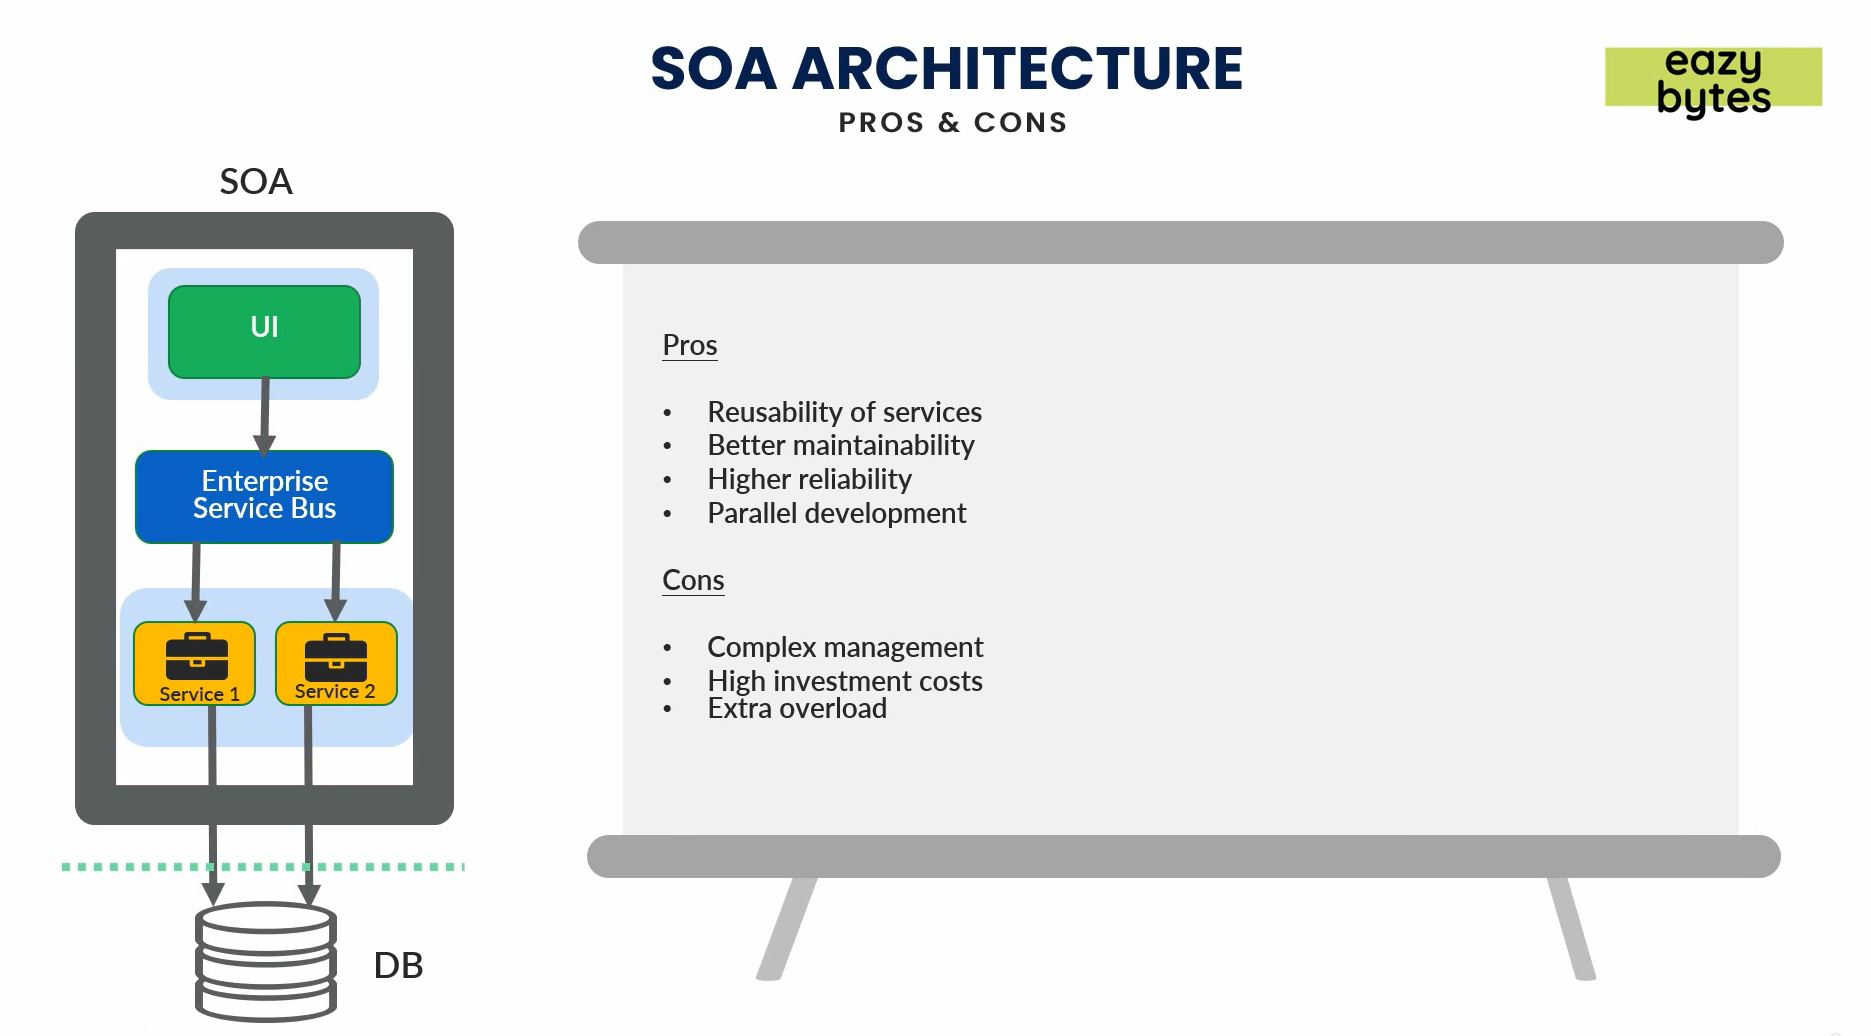 SOA ARCHITECTURE
PROS & CONS
eazy
bytes
SOA
UI
Enterprise
Service Bus
Service 1
Service 2
DB
Pros
• Reusability of services
• Better maintainability
• Higher reliability
• Parallel development
Cons
• Complex management
• High investment costs
• Extra overload